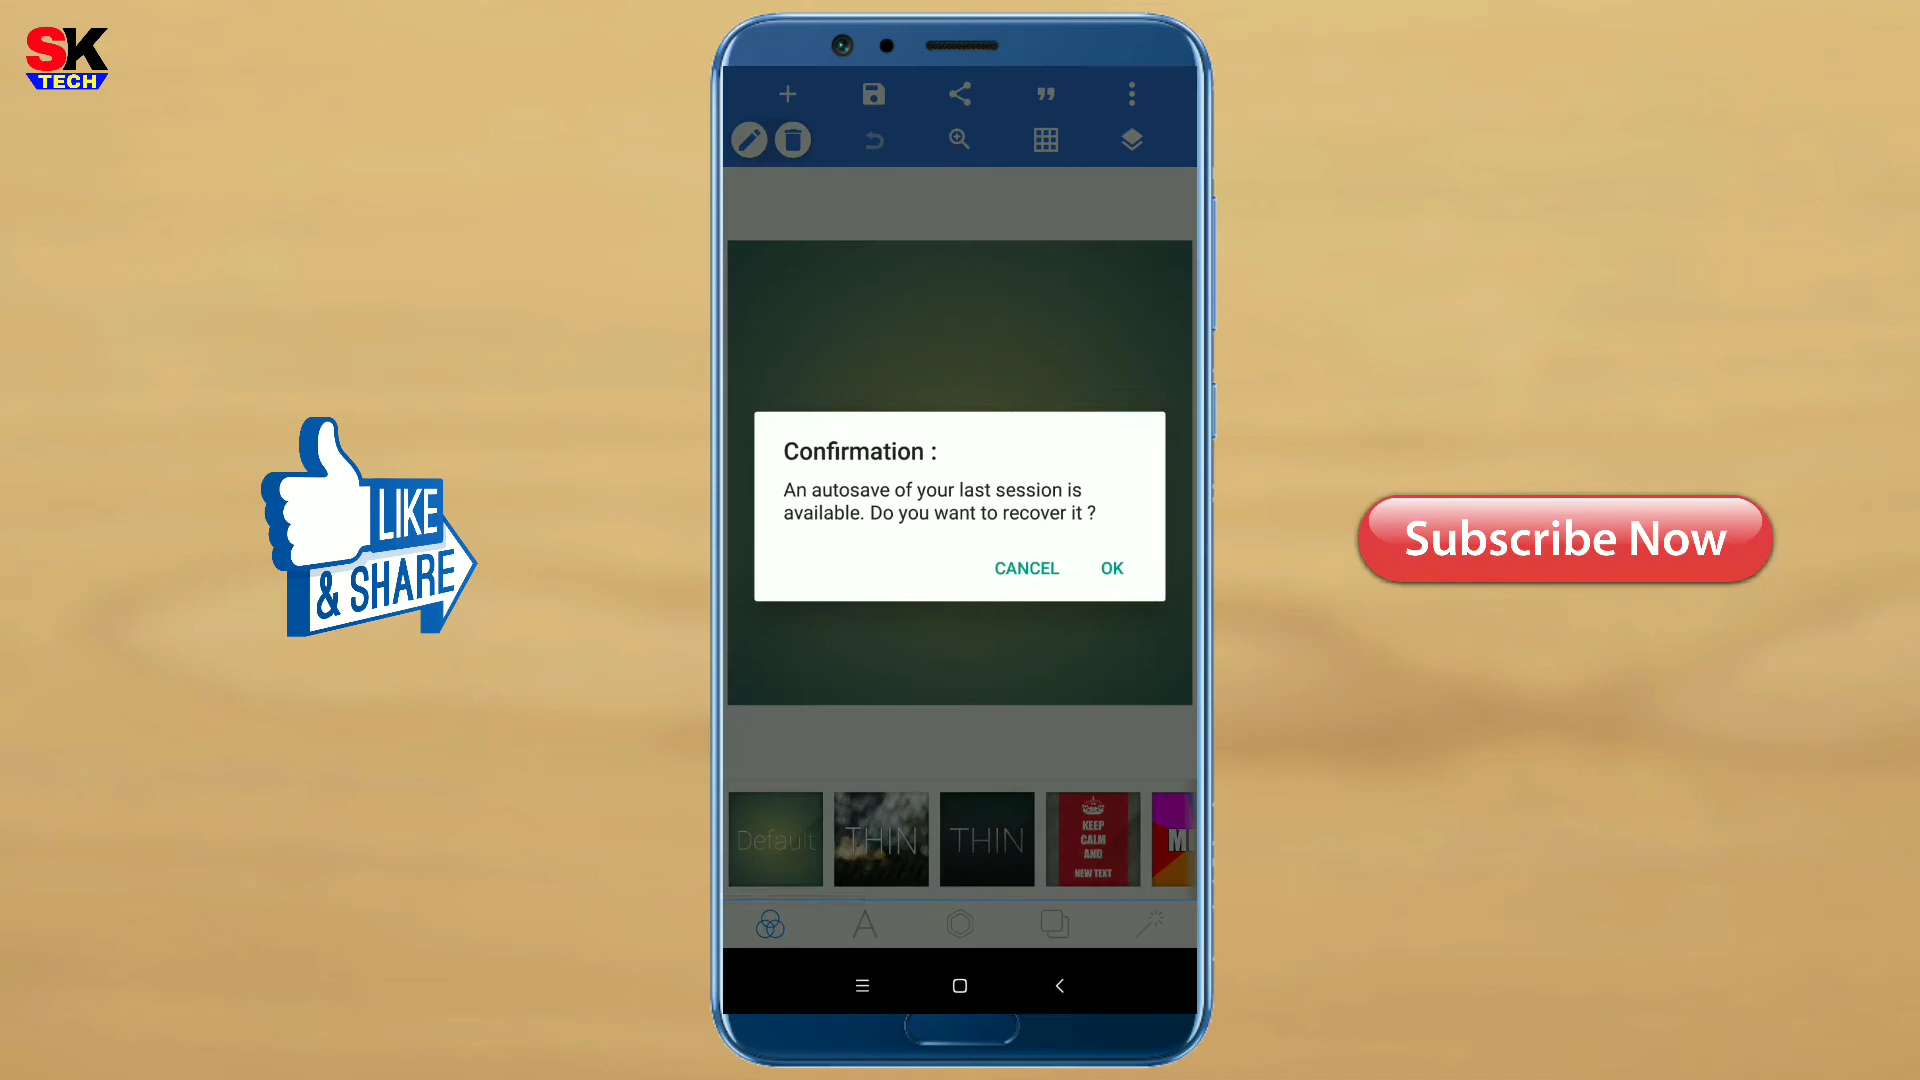 SK
TECH
Confirmation :
An autosave of your last session is
available. Do you want to recover it ?
CANCEL OK
LIKE
& SHARE
Subscribe Now
Default
THIN
THIN
KEEP
CALM
AND
NEW TEXT